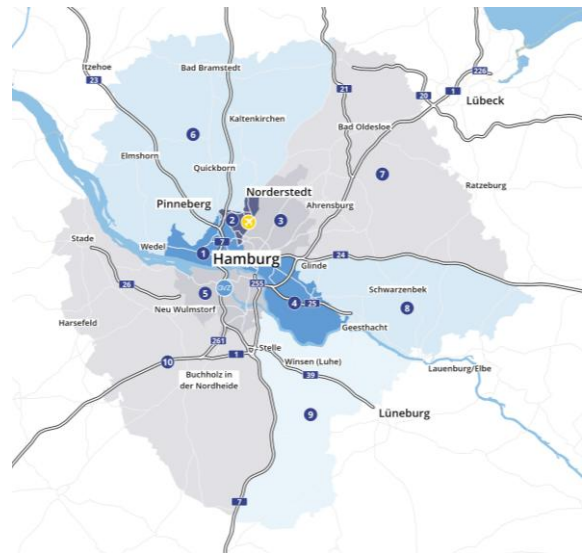 Itzehoe
Bad Bramstedt
23
226
1
20
21
Lübeck
Kaltenkirchen
Bad Oldesloe
6
Elmshorn
Quickborn
7
Ratzeburg
Norderstedt
Pinneberg
Ahrensburg
2
3
Wedel
7
Stade
1
Hamburg
24
Glinde
26
255
5
GVZ
Schwarzenbek
4
25
8
Neu Wulmstorf
Harsefeld
Geesthacht
261
Stelle
10
1
Winsen (Luhe)
Lauenburg/Elbe
39
Buchholz in
der Nordheide
Lüneburg
9
7